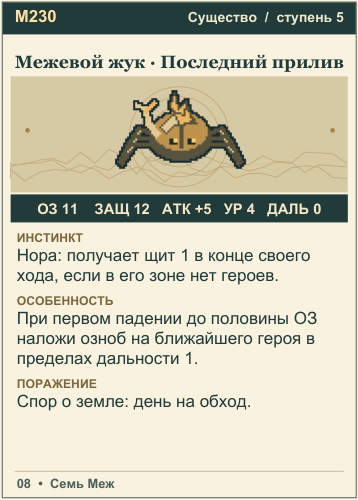 M230
Существо / ступень 5
Межевой жук · Последний прилив
ОЗ 11 ЗАЩ 12 АТК +5 УР 4 ДАЛЬ 0
ИНСТИНКТ
Нора: получает щит 1 в конце своего
хода, если в его зоне нет героев.
ОСОБЕННОСТЬ
При первом падении до половины ОЗ
наложи озноб на ближайшего героя в
пределах дальности 1.
ПОРАЖЕНИЕ
Спор о земле: день на обход.
08 • Семь Меж